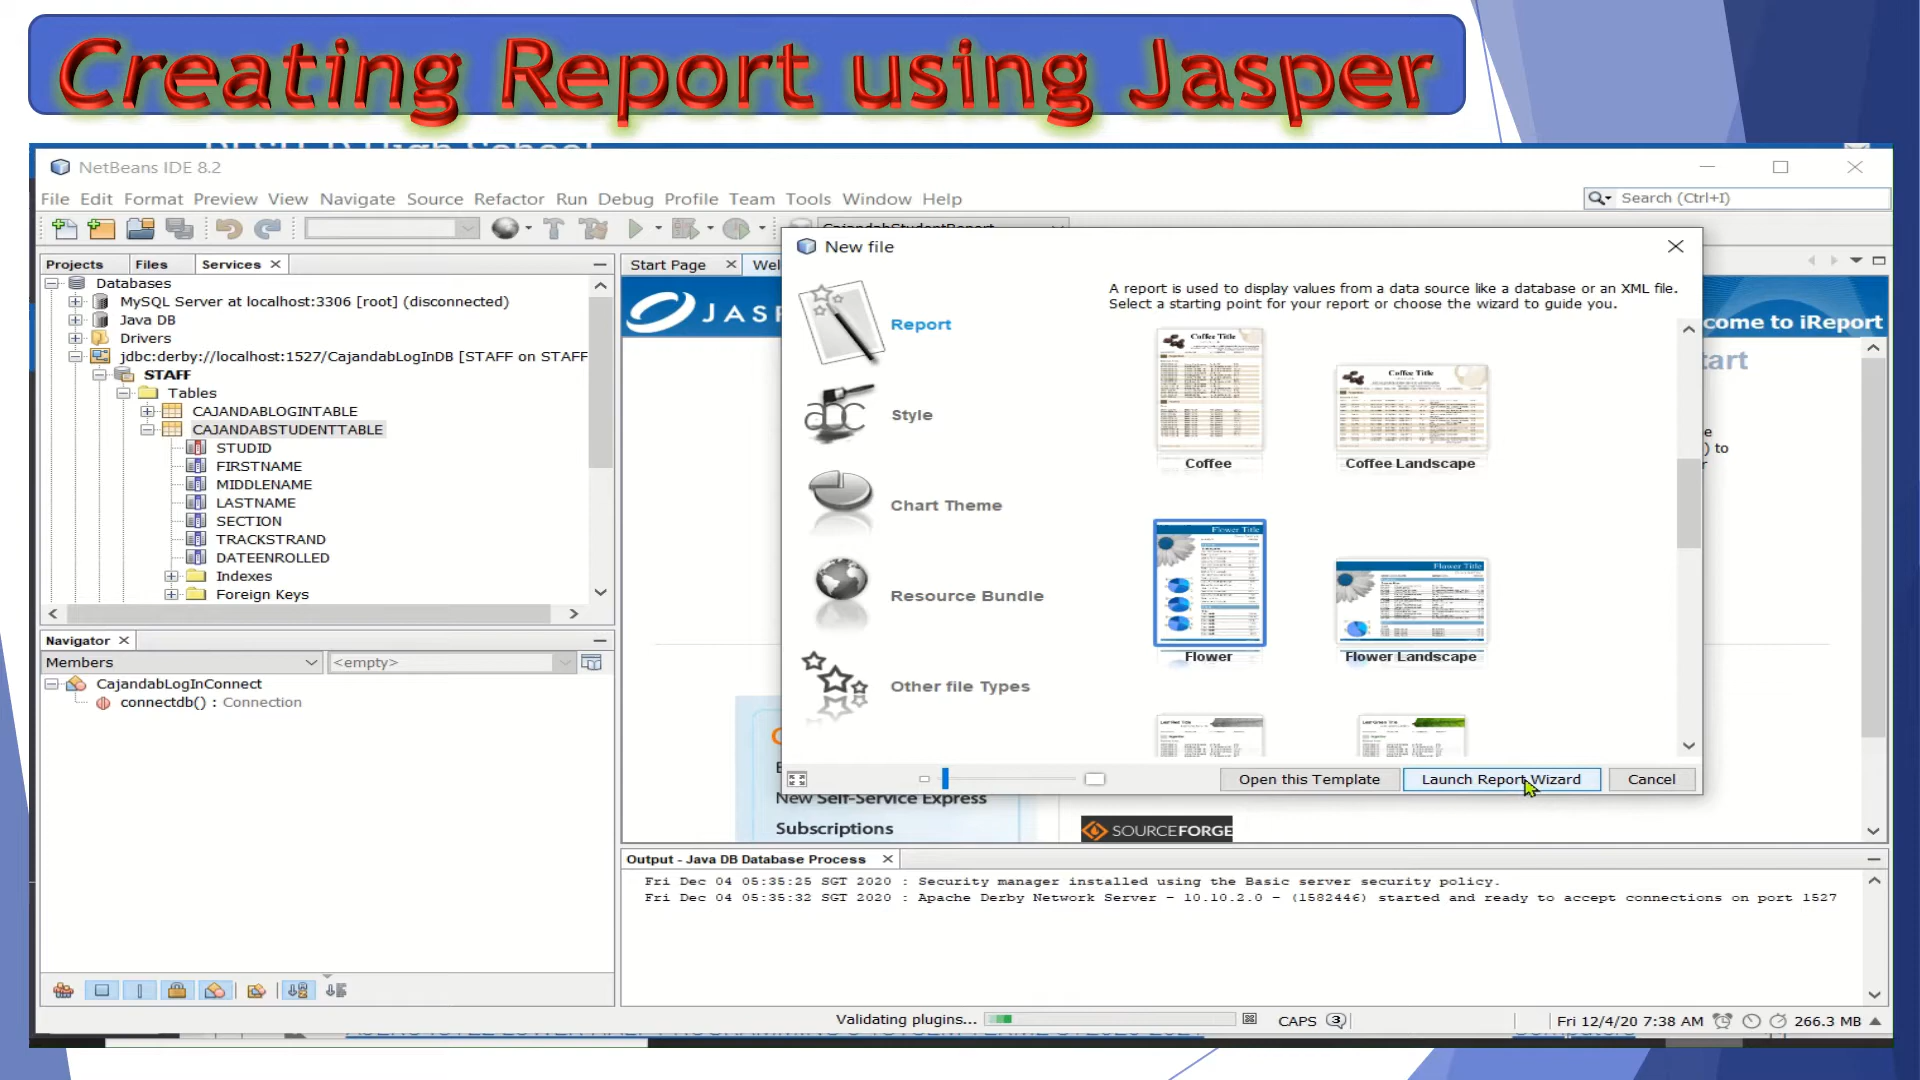 Creating Report using Jasper
NetBeans IDE 8.2
File Edit Format Preview View Navigate Source Refactor Run Debug Profile Team Tools Window Help
Search (Ctrl+I)
Projects Files Services
Start Page
Wel
Databases
MySQL Server at localhost:3306 [root] (disconnected)
Java DB
Drivers
jdbc:derby://localhost:1527/CajandabLogInDB [STAFF on STAFF
STAFF
Tables
CAJANDABLOGINTABLE
CAJANDABSTUDENTTABLE
STUDID
FIRSTNAME
MIDDLENAME
LASTNAME
SECTION
TRACKSTRAND
DATEENROLLED
Indexes
Foreign Keys
Navigator
Members
<empty>
CajandabLogInConnect
connectdb() : Connection
JASP
come to iReport
tart
New file
Report
Style
Chart Theme
Resource Bundle
Other file Types
A report is used to display values from a data source like a database or an XML file.
Select a starting point for your report or choose the wizard to guide you.
Coffee Title
Coffee
Coffee Title
Coffee Landscape
Flower Title
Flower
Flower Title
Flower Landscape
Open this Template
Launch Report Wizard
Cancel
New Self-Service Express
Subscriptions
SOURCEFORGE
Output - Java DB Database Process
Fri Dec 04 05:35:25 SGT 2020 : Security manager installed using the Basic server security policy.
Fri Dec 04 05:35:32 SGT 2020 : Apache Derby Network Server - 10.10.2.0 - (1582446) started and ready to accept connections on port 1527
Validating plugins...
CAPS 3
Fri 12/4/20 7:38 AM
266.3 MB